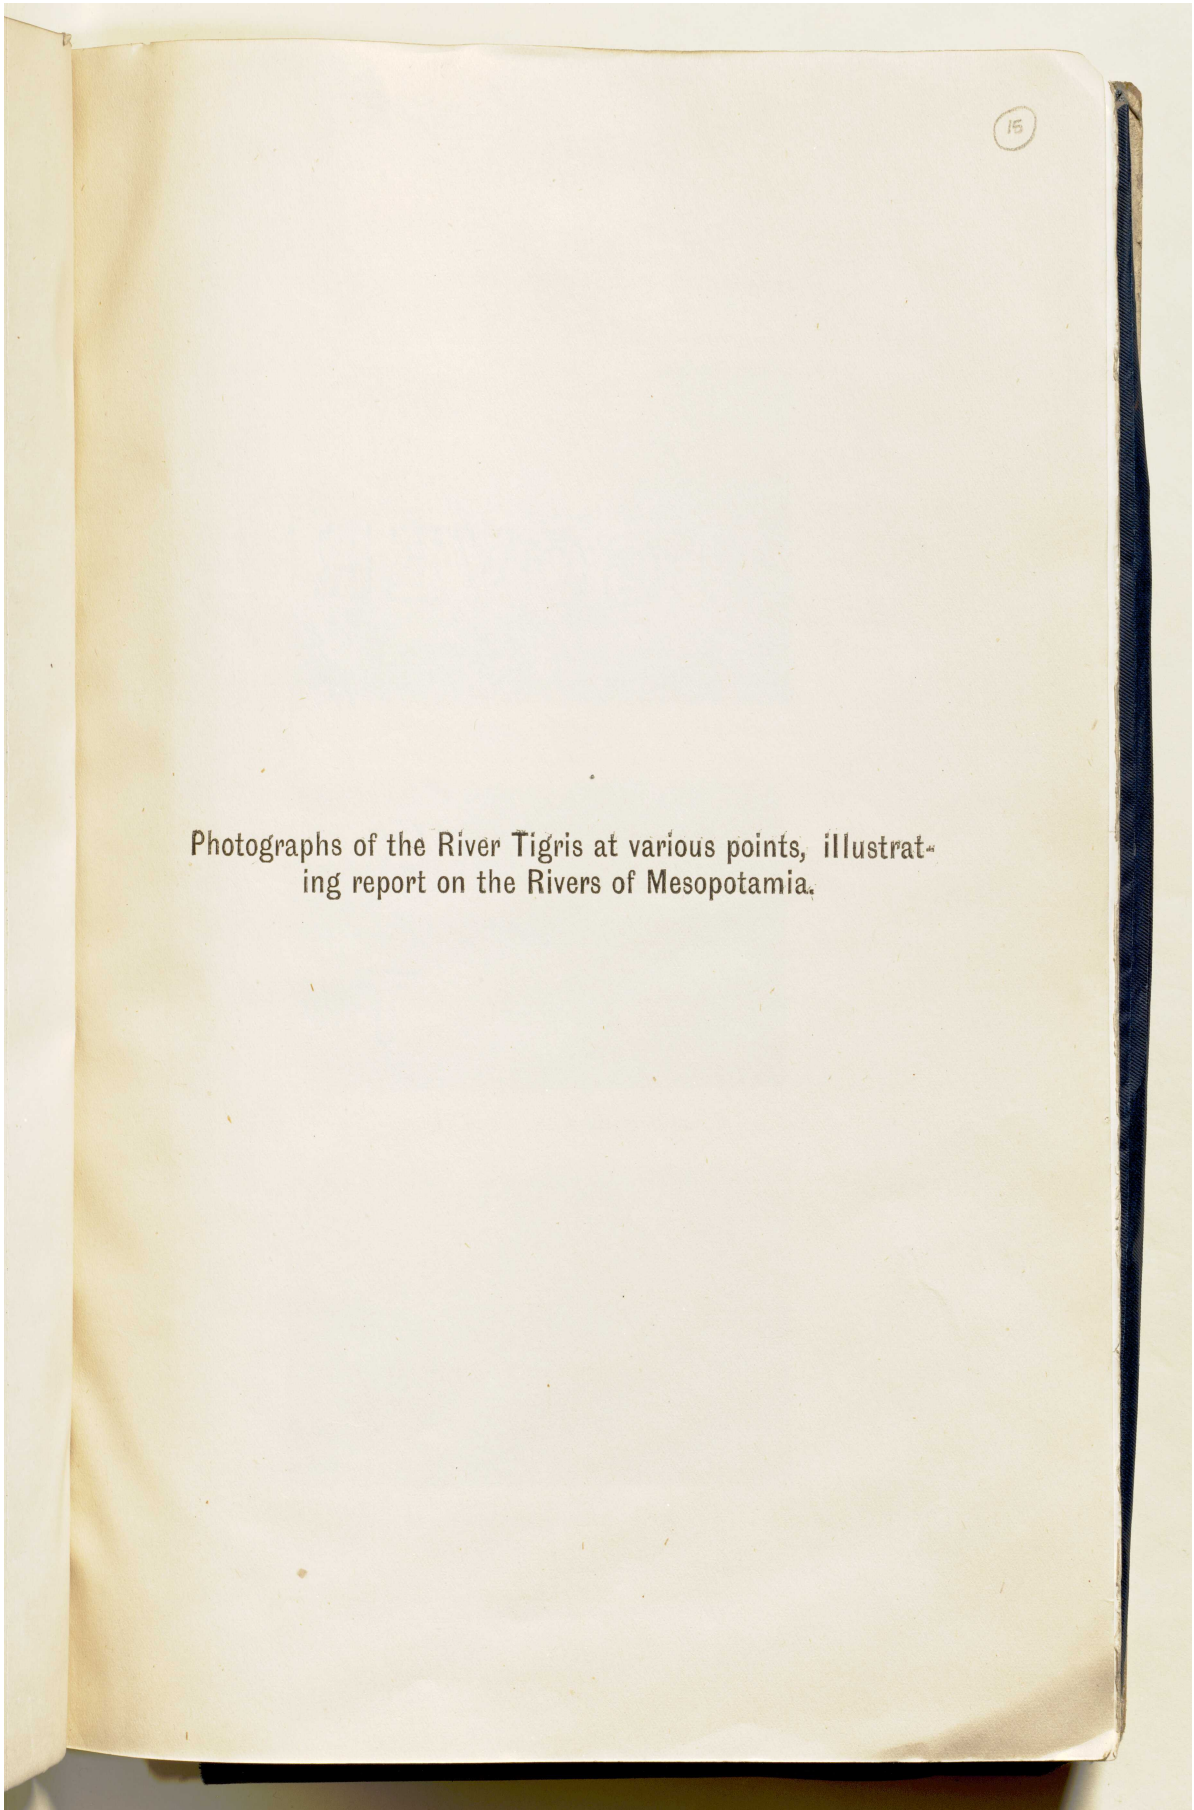 15
Photographs of the River Tigris at various points, illustrat-
ing report on the Rivers of Mesopotamia.